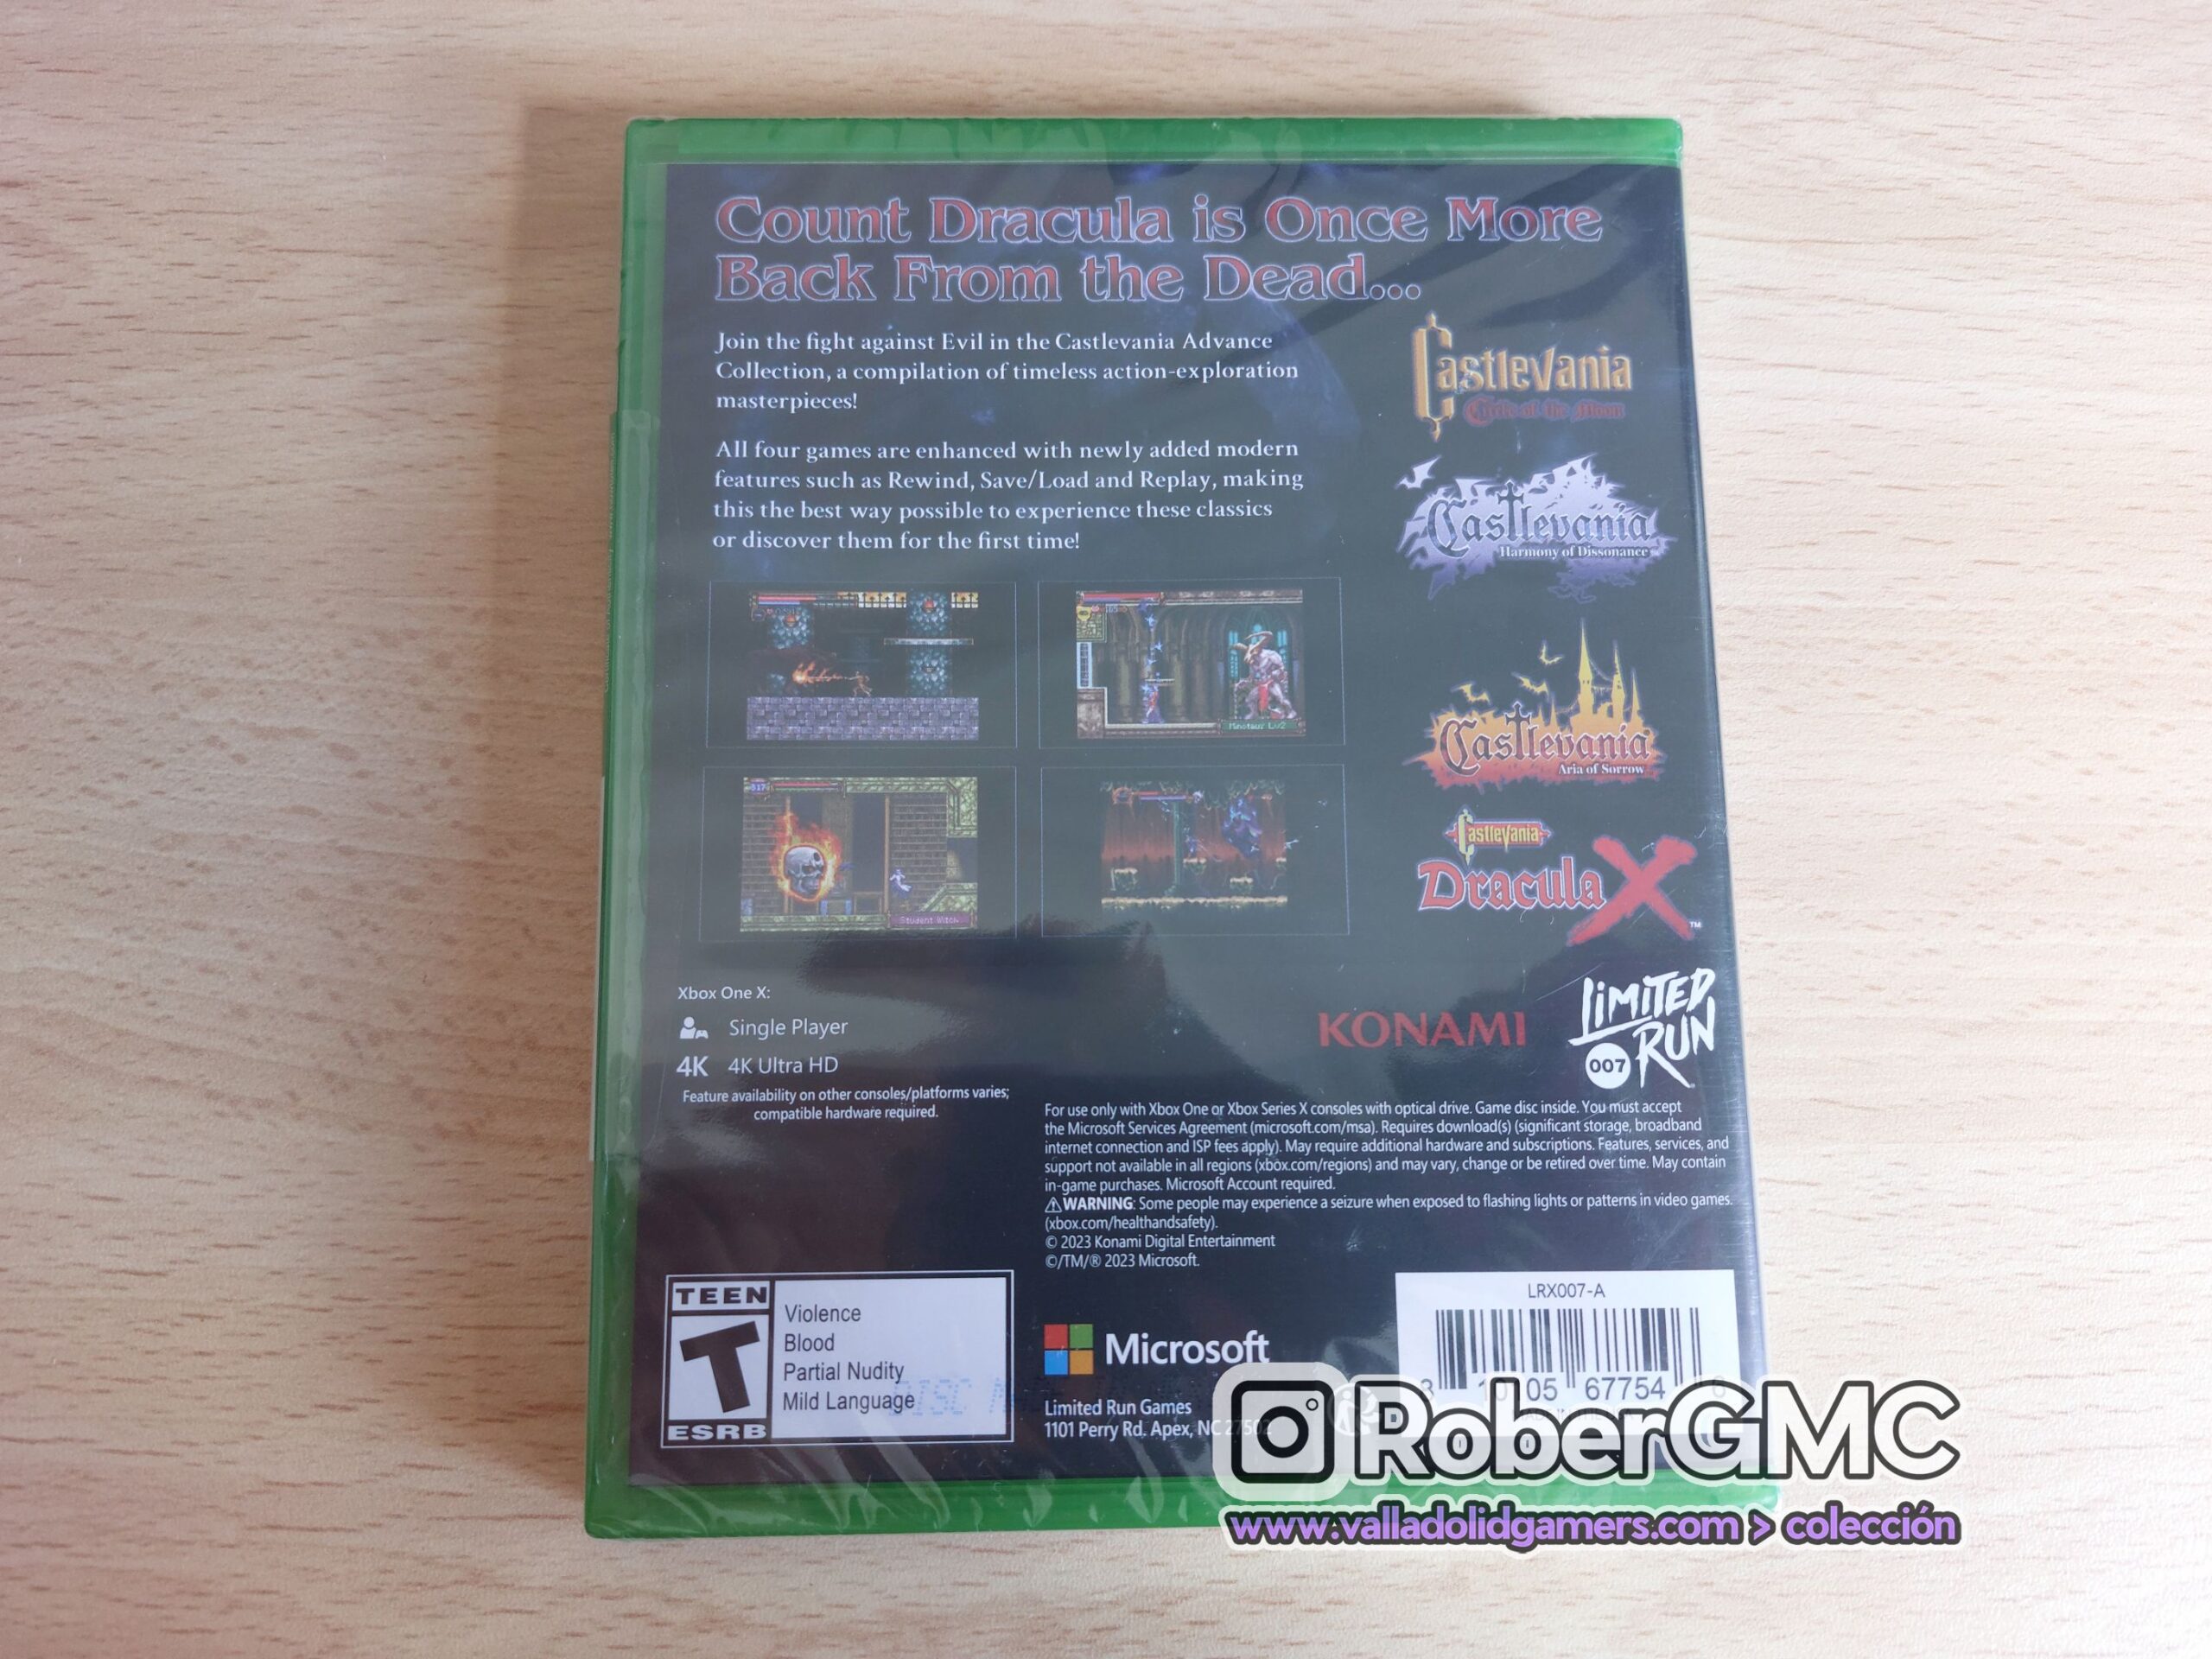 Count Dracula is Once More
Back From the Dead...
Join the fight against Evil in the Castlevania Advance
Collection, a compilation of timeless action-exploration
masterpieces!
All four games are enhanced with newly added modern
features such as Rewind, Save/Load and Replay, making
this the best way possible to experience these classics
or discover them for the first time!
Castlevania
Circle of the Moon
Castlevania
Harmony of Dissonance
Castlevania
Aria of Sorrow
Castlevania
Dracula X™
Minotaur Lv2
317
Student Witch
Xbox One X:
Single Player
4K 4K Ultra HD
Feature availability on other consoles/platforms varies;
compatible hardware required.
KONAMI
LIMITED
RUN
007
For use only with Xbox One or Xbox Series X consoles with optical drive. Game disc inside. You must accept
the Microsoft Services Agreement (microsoft.com/msa). Requires download(s) (significant storage, broadband
internet connection and ISP fees apply). May require additional hardware and subscriptions. Features, services, and
support not available in all regions (xbox.com/regions) and may vary, change or be retired over time. May contain
in-game purchases. Microsoft Account required.
⚠WARNING: Some people may experience a seizure when exposed to flashing lights or patterns in video games.
(xbox.com/healthandsafety).
© 2023 Konami Digital Entertainment
©/TM/® 2023 Microsoft.
TEEN
T
ESRB
Violence
Blood
Partial Nudity
Mild Language
DISC
Microsoft
Limited Run Games
1101 Perry Rd. Apex, NC 27502
LRX007-A
67754
RoberGMC
www.valladolidgamers.com > colección